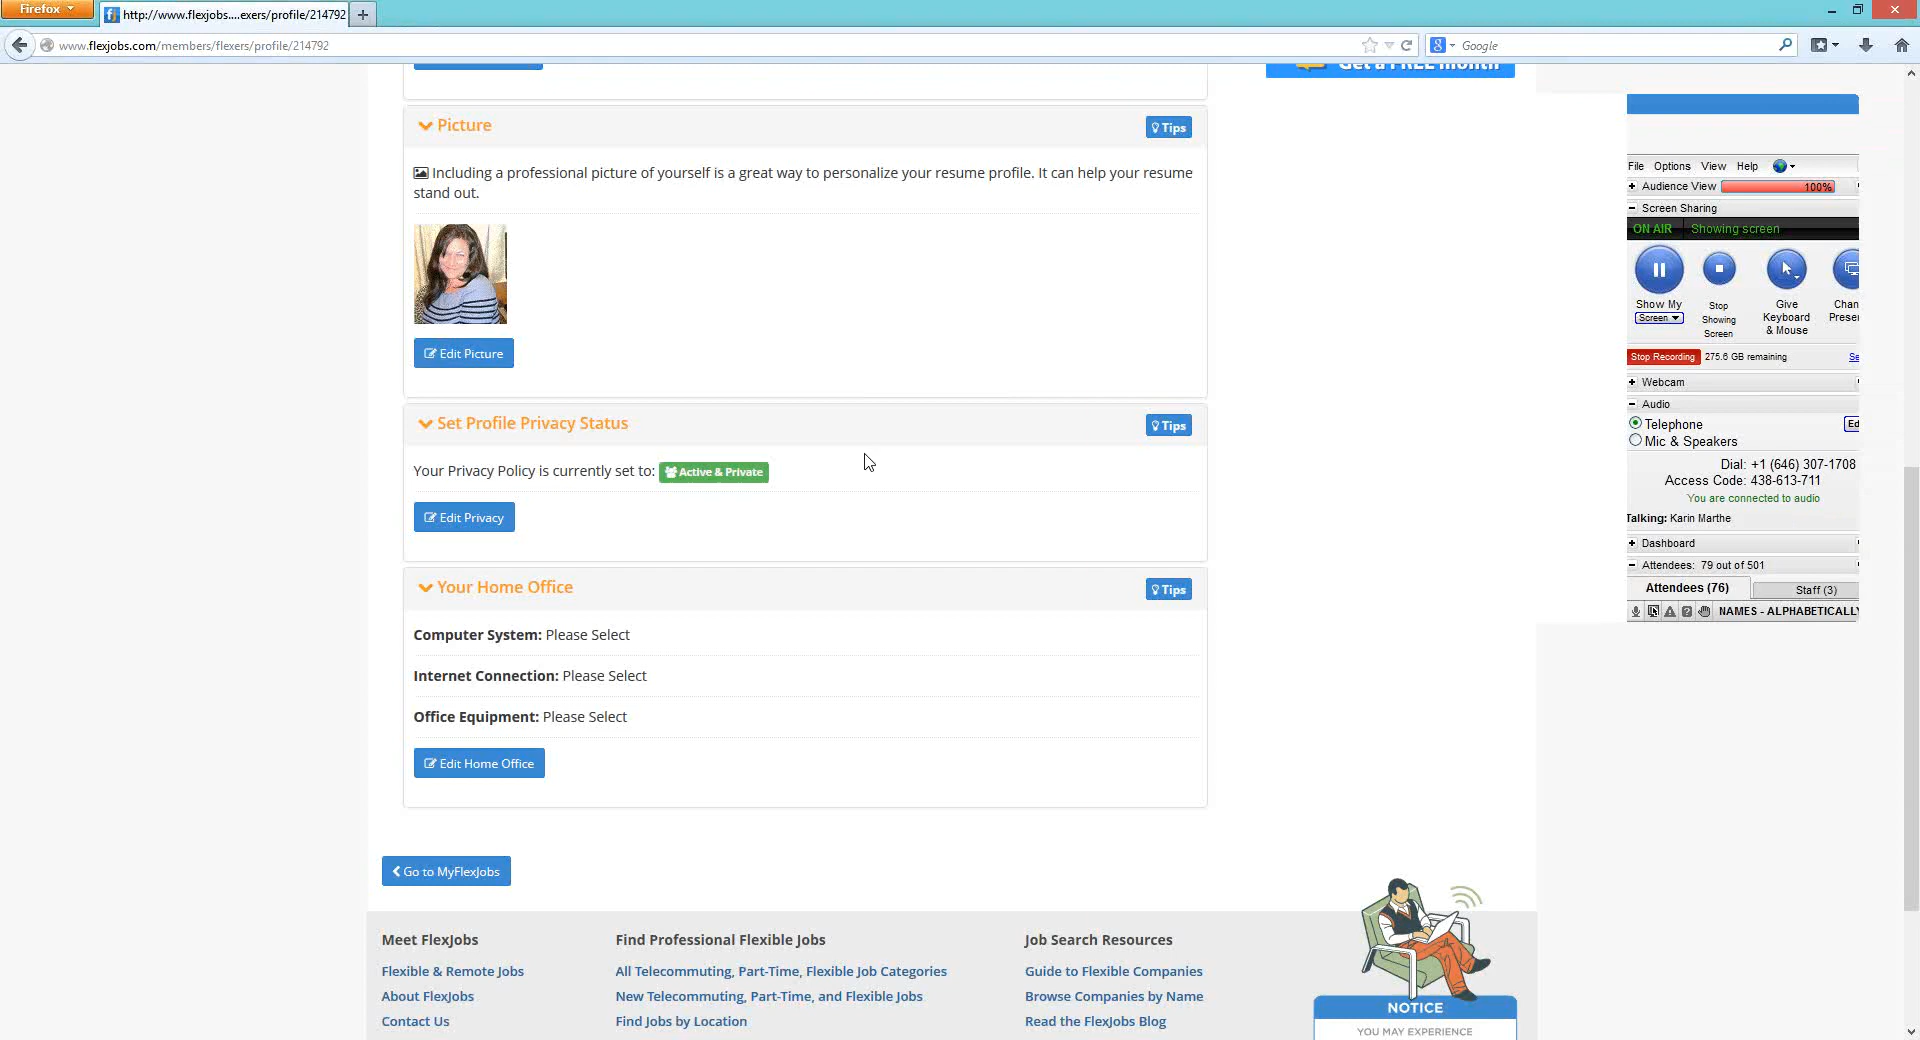 Firefox
http://www.flexjobs....exers/profile/214792
www.flexjobs.com/members/flexers/profile/214792
Google
Get a FREE month
Picture
Tips
Including a professional picture of yourself is a great way to personalize your resume profile. It can help your resume
stand out.
Edit Picture
Set Profile Privacy Status
Tips
Your Privacy Policy is currently set to: Active & Private
Edit Privacy
Your Home Office
Tips
Computer System: Please Select
Internet Connection: Please Select
Office Equipment: Please Select
Edit Home Office
Go to MyFlexJobs
File Options View Help
Audience View 100%
Screen Sharing
ON AIR Showing screen
Show My
Screen
Stop
Showing
Screen
Give
Keyboard
& Mouse
Chan
Prese
Stop Recording 275.6 GB remaining Se
Webcam
Audio
Telephone Ed
Mic & Speakers
Dial: +1 (646) 307-1708
Access Code: 438-613-711
You are connected to audio
Talking: Karin Marthe
Dashboard
Attendees: 79 out of 501
Attendees (76) Staff (3)
NAMES - ALPHABETICALLY
Meet FlexJobs
Flexible & Remote Jobs
About FlexJobs
Contact Us
Find Professional Flexible Jobs
All Telecommuting, Part-Time, Flexible Job Categories
New Telecommuting, Part-Time, and Flexible Jobs
Find Jobs by Location
Job Search Resources
Guide to Flexible Companies
Browse Companies by Name
Read the FlexJobs Blog
NOTICE
YOU MAY EXPERIENCE